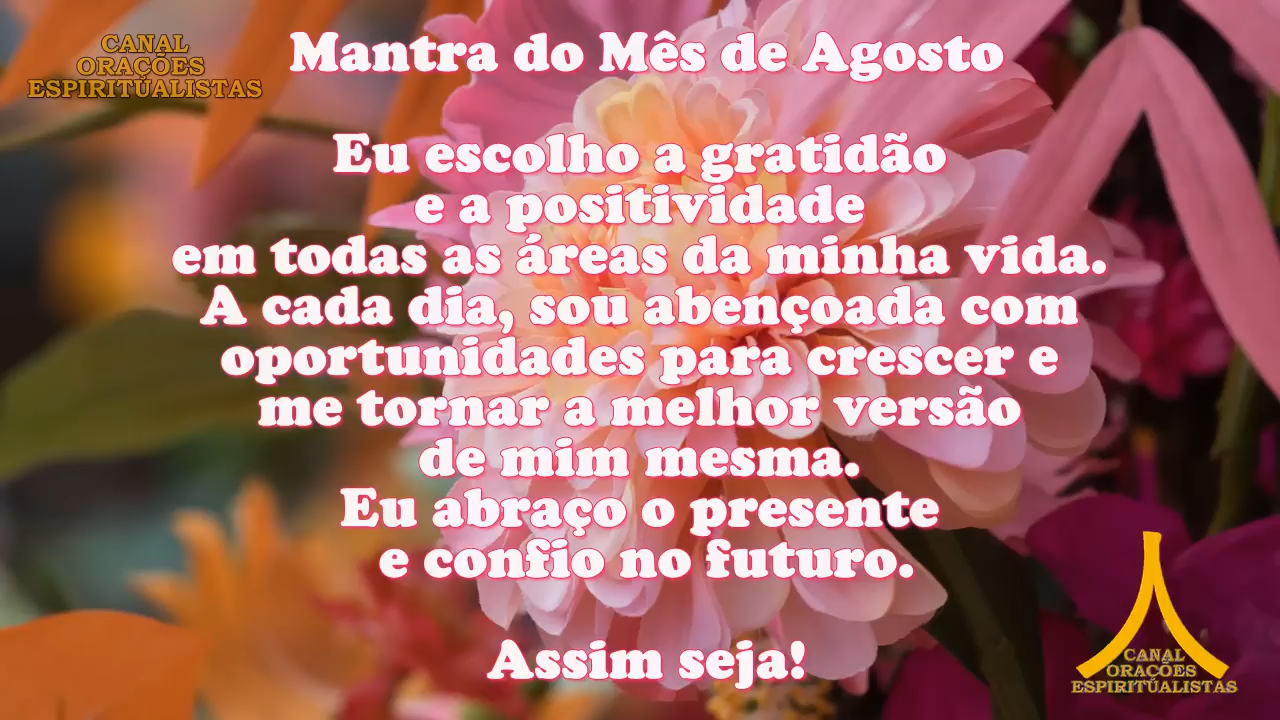 CANAL
ORAÇÕES
ESPIRITUALISTAS
Mantra do Mês de Agosto
Eu escolho a gratidão
e a positividade
em todas as áreas da minha vida.
A cada dia, sou abençoada com
oportunidades para crescer e
me tornar a melhor versão
de mim mesma.
Eu abraço o presente
e confio no futuro.
Assim seja!
CANAL
ORAÇÕES
ESPIRITUALISTAS